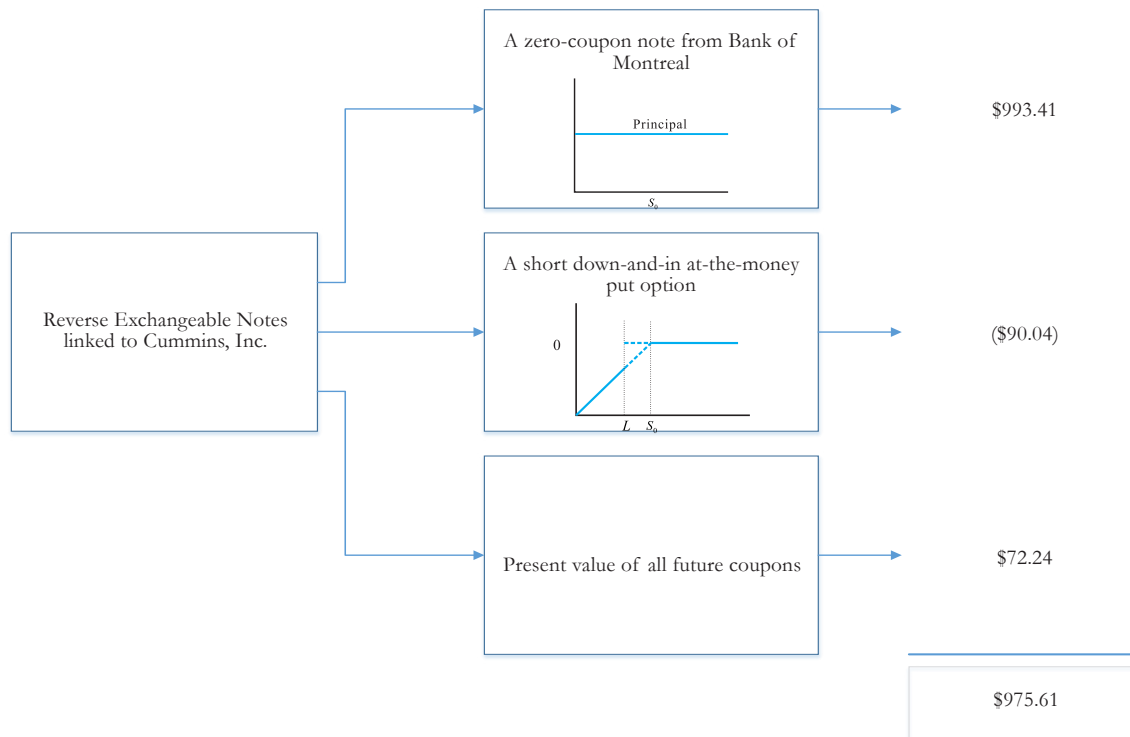 A zero-coupon note from Bank of
Montreal
Principal
S₀
$993.41
Reverse Exchangeable Notes
linked to Cummins, Inc.
A short down-and-in at-the-money
put option
0
L S₀
($90.04)
Present value of all future coupons
$72.24
$975.61